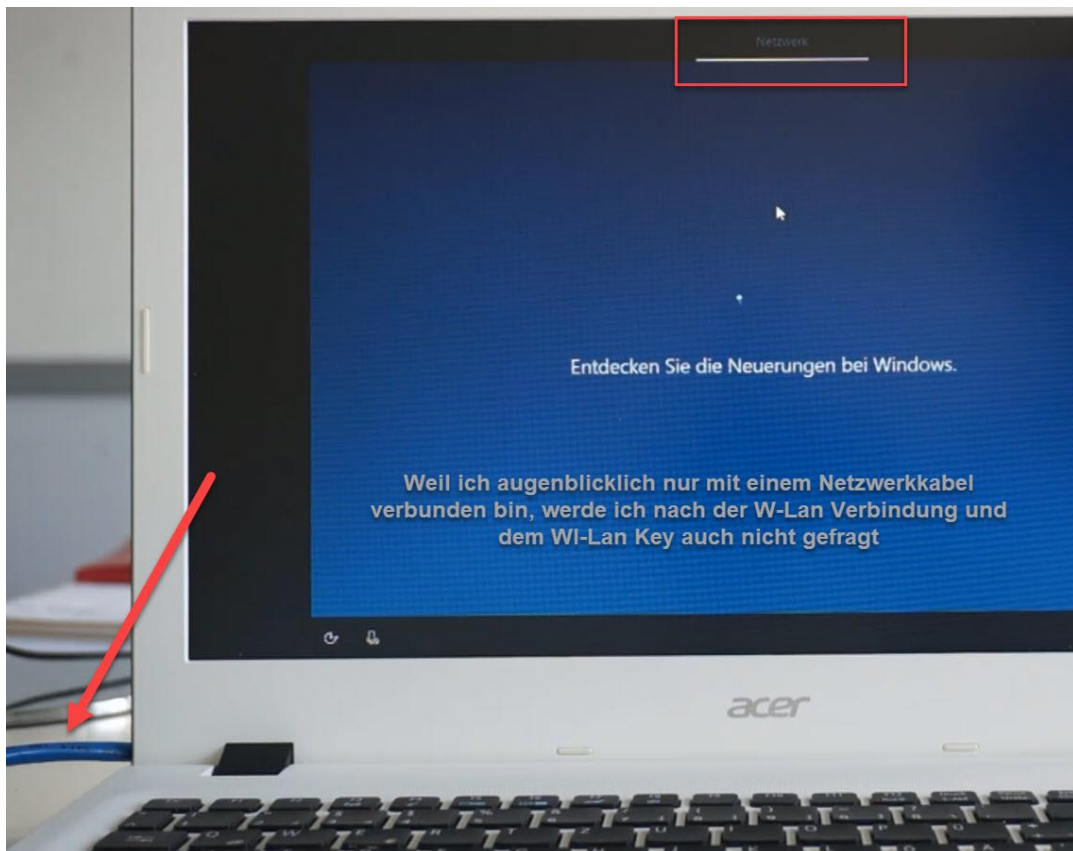 Netzwerk
Entdecken Sie die Neuerungen bei Windows.
Weil ich augenblicklich nur mit einem Netzwerkkabel
verbunden bin, werde ich nach der W-Lan Verbindung und
dem WI-Lan Key auch nicht gefragt
acer
Q W E R T Z U I O P Ü